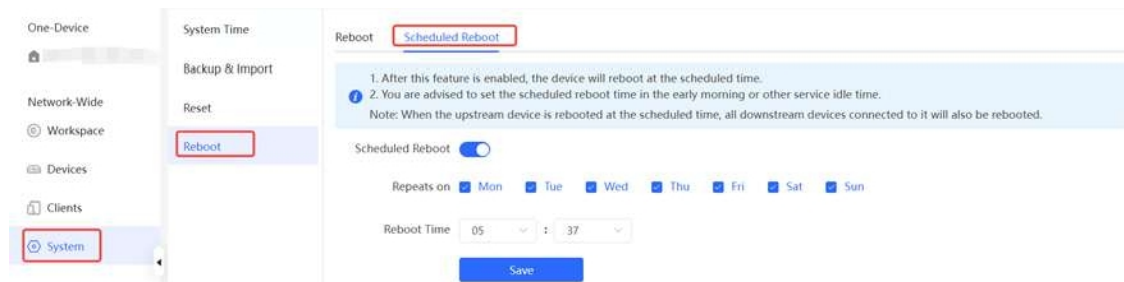 One-Device
Network-Wide
Workspace
Devices
Clients
System
System Time
Backup & Import
Reset
Reboot
Reboot Scheduled Reboot
1. After this feature is enabled, the device will reboot at the scheduled time.
2. You are advised to set the scheduled reboot time in the early morning or other service idle time.
Note: When the upstream device is rebooted at the scheduled time, all downstream devices connected to it will also be rebooted.
Scheduled Reboot
Repeats on Mon Tue Wed Thu Fri Sat Sun
Reboot Time 05 : 37
Save